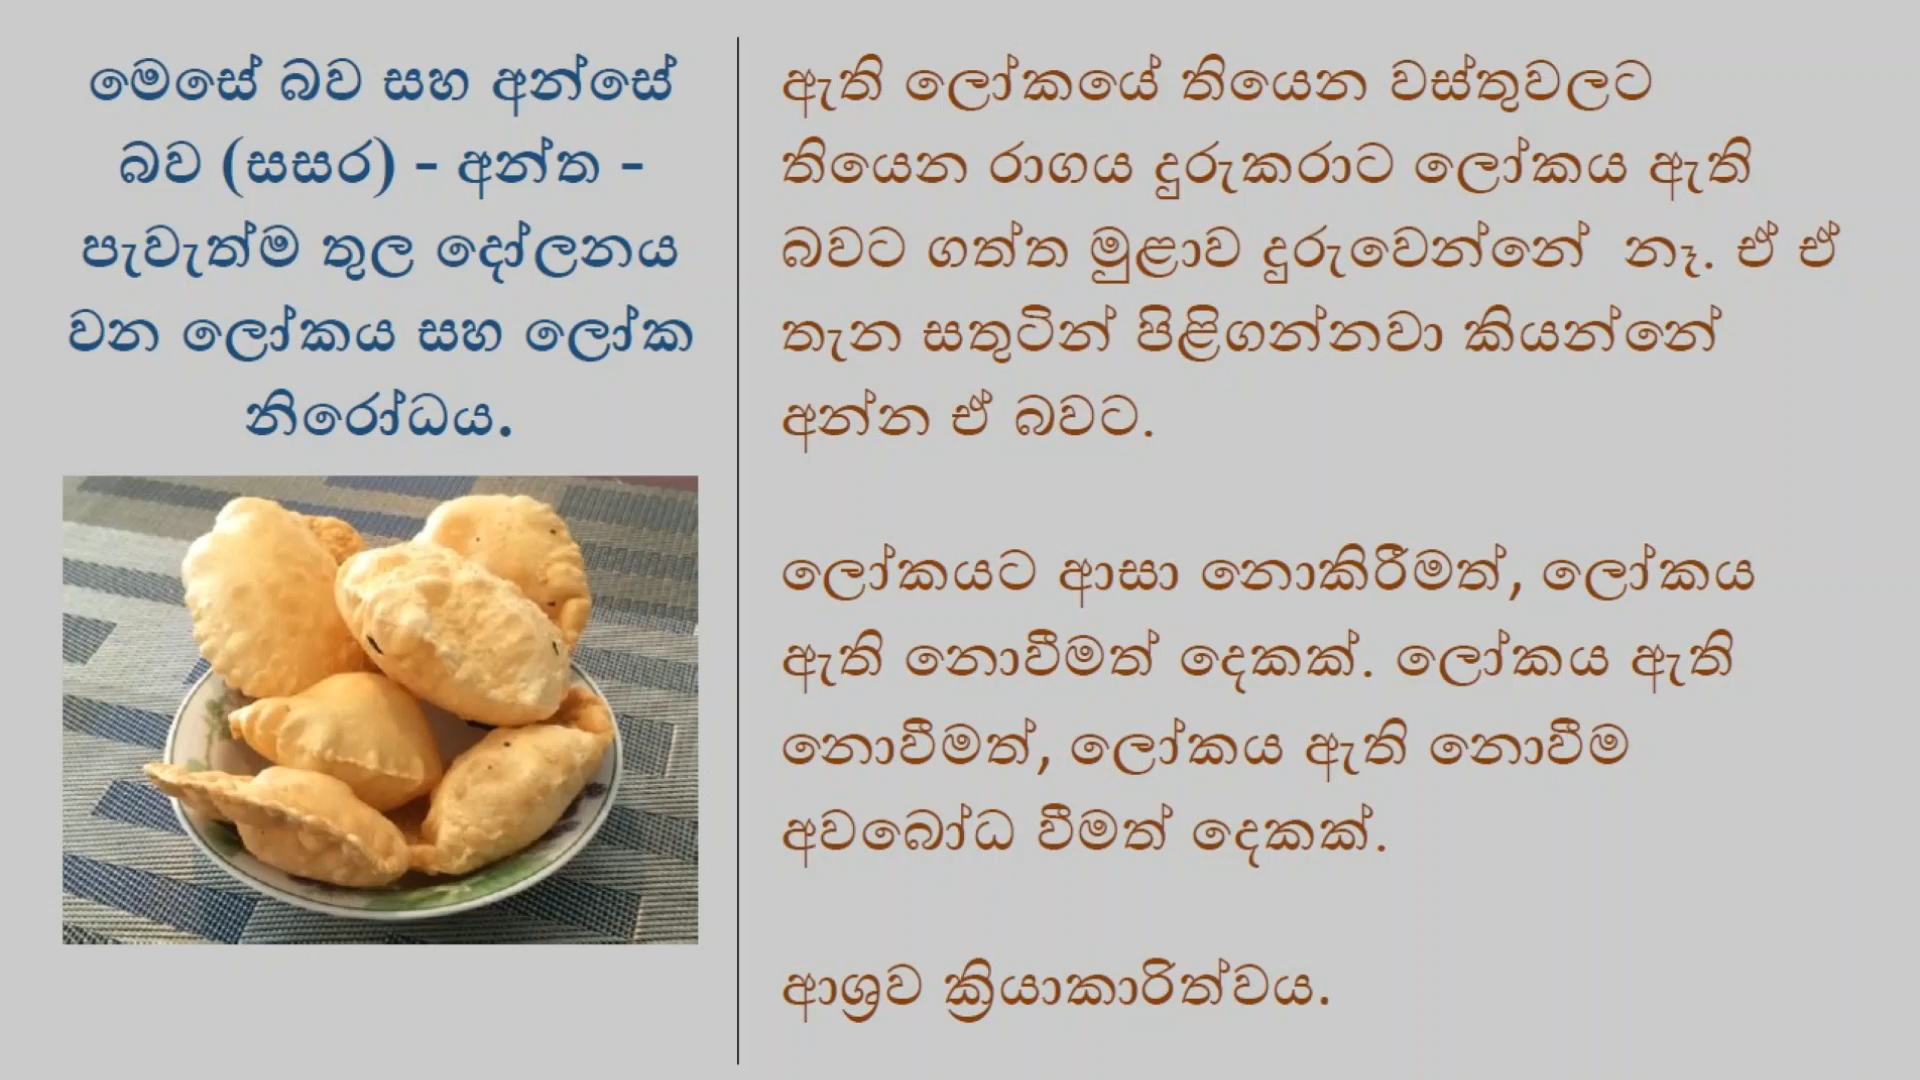 මෙසේ බව සහ අන්සේ
බව (සසර) - අන්ත -
පැවැත්ම තුල දෝලනය
වන ලෝකය සහ ලෝක
නිරෝධය.
ඇති ලෝකයේ තියෙන වස්තුවලට
තියෙන රාගය දුරුකරාට ලෝකය ඇති
බවට ගත්ත මුළාව දුරුවෙන්නේ නෑ. ඒ ඒ
තැන සතුටින් පිළිගන්නවා කියන්නේ
අන්න ඒ බවට.
ලෝකයට ආසා නොකිරීමත්, ලෝකය
ඇති නොවීමත් දෙකක්. ලෝකය ඇති
නොවීමත්, ලෝකය ඇති නොවීම
අවබෝධ වීමත් දෙකක්.
ආශ්‍රව ක්‍රියාකාරිත්වය.